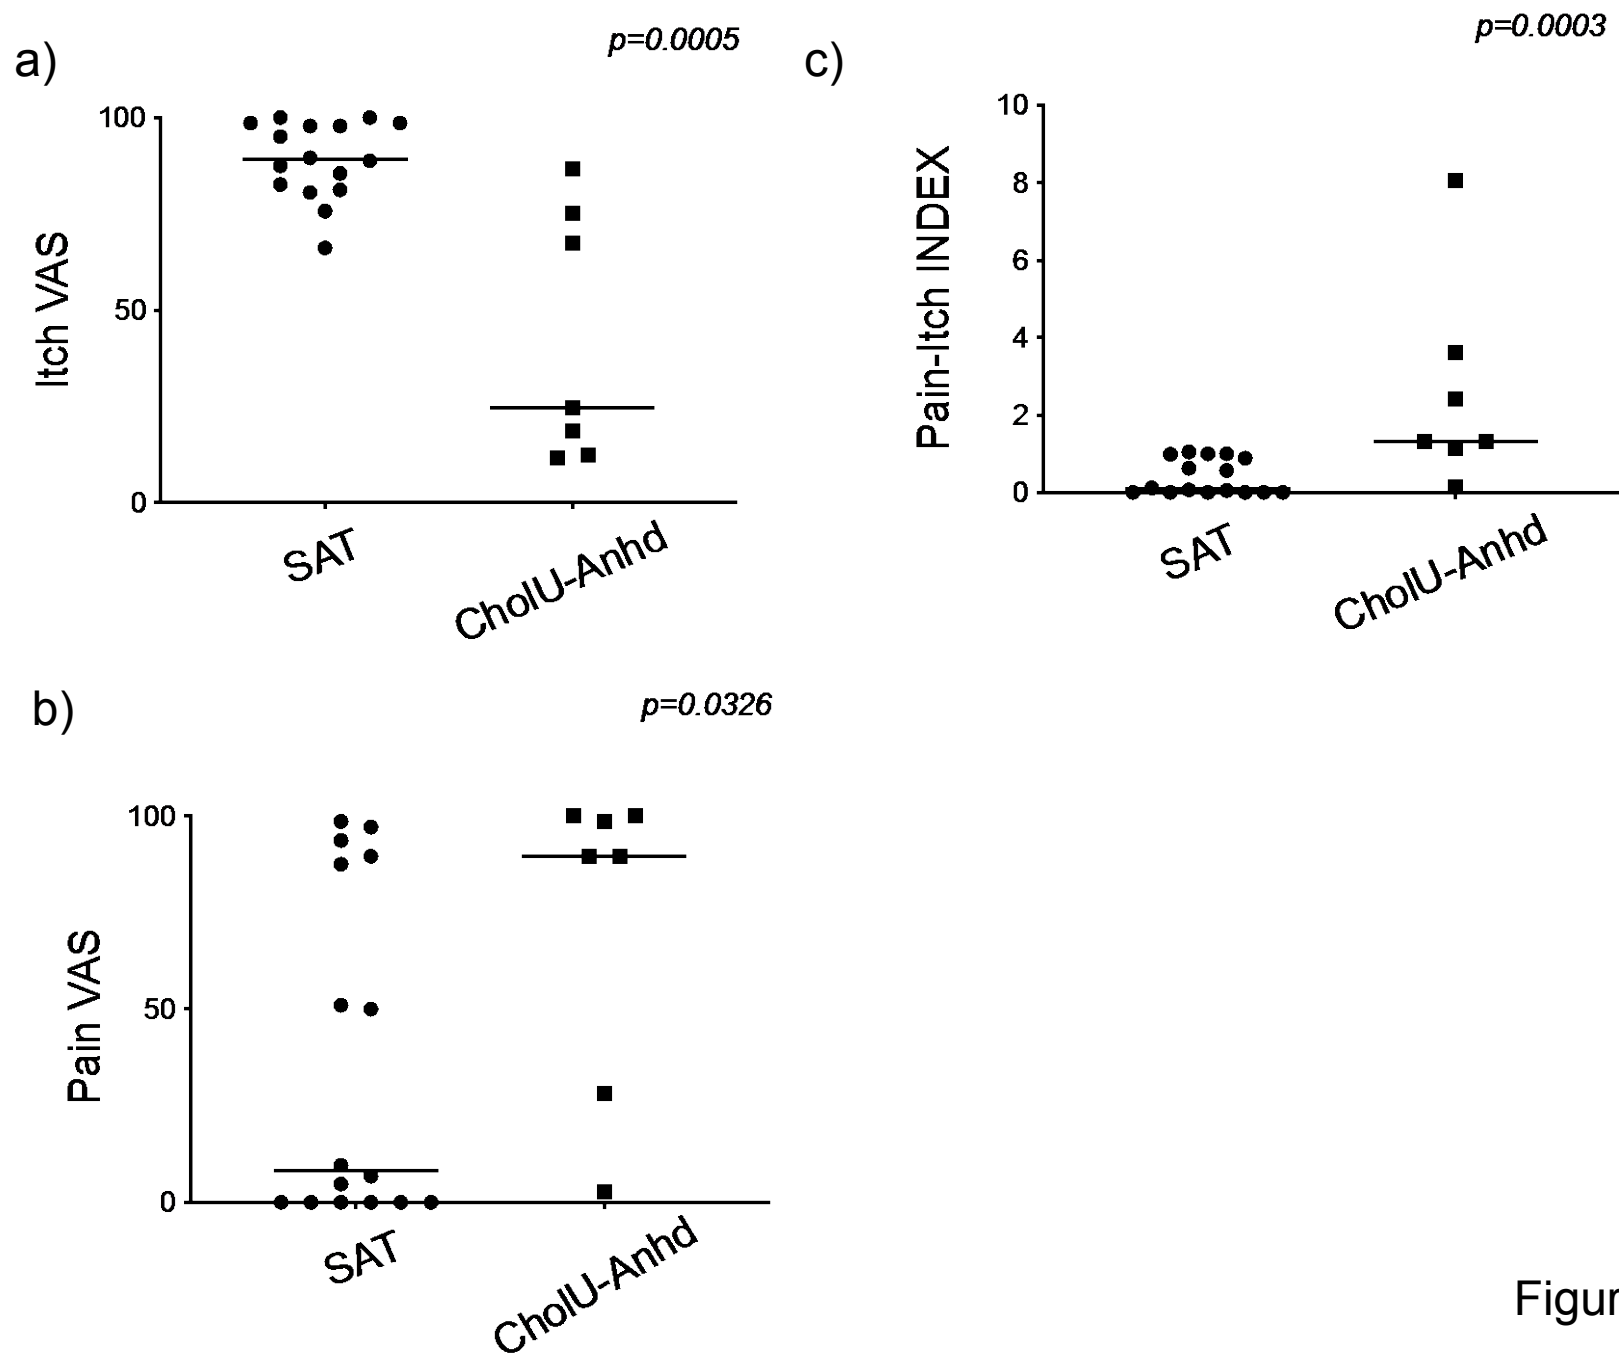 a)
p=0.0005
Itch VAS
100
50
0
SAT
CholU-Anhd
b)
p=0.0326
Pain VAS
100
50
0
SAT
CholU-Anhd
c)
p=0.0003
Pain-Itch INDEX
10
8
6
4
2
0
SAT
CholU-Anhd
Figur